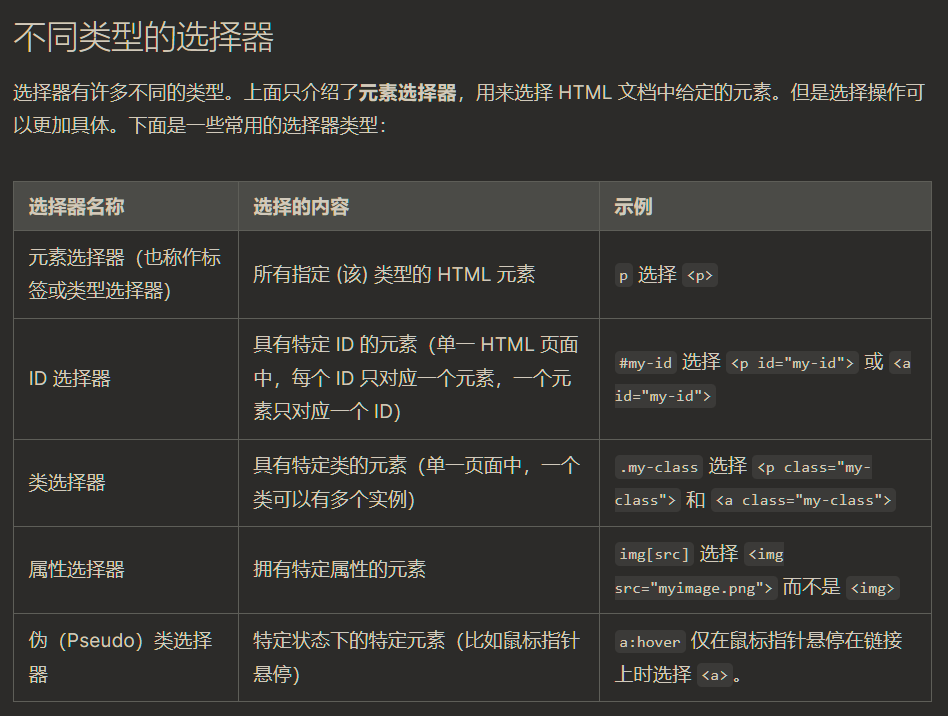 不同类型的选择器
选择器有许多不同的类型。上面只介绍了元素选择器，用来选择 HTML 文档中给定的元素。但是选择操作可
以更加具体。下面是一些常用的选择器类型：
选择器名称 选择的内容 示例
元素选择器（也称作标
签或类型选择器）
所有指定 (该) 类型的 HTML 元素
p 选择 <p>
ID 选择器
具有特定 ID 的元素（单一 HTML 页面
中，每个 ID 只对应一个元素，一个元
素只对应一个 ID）
#my-id 选择 <p id="my-id"> 或 <a
id="my-id">
类选择器
具有特定类的元素（单一页面中，一个
类可以有多个实例）
.my-class 选择 <p class="my-
class"> 和 <a class="my-class">
属性选择器
拥有特定属性的元素
img[src] 选择 <img
src="myimage.png"> 而不是 <img>
伪（Pseudo）类选择
器
特定状态下的特定元素（比如鼠标指针
悬停）
a:hover 仅在鼠标指针悬停在链接
上时选择 <a>。